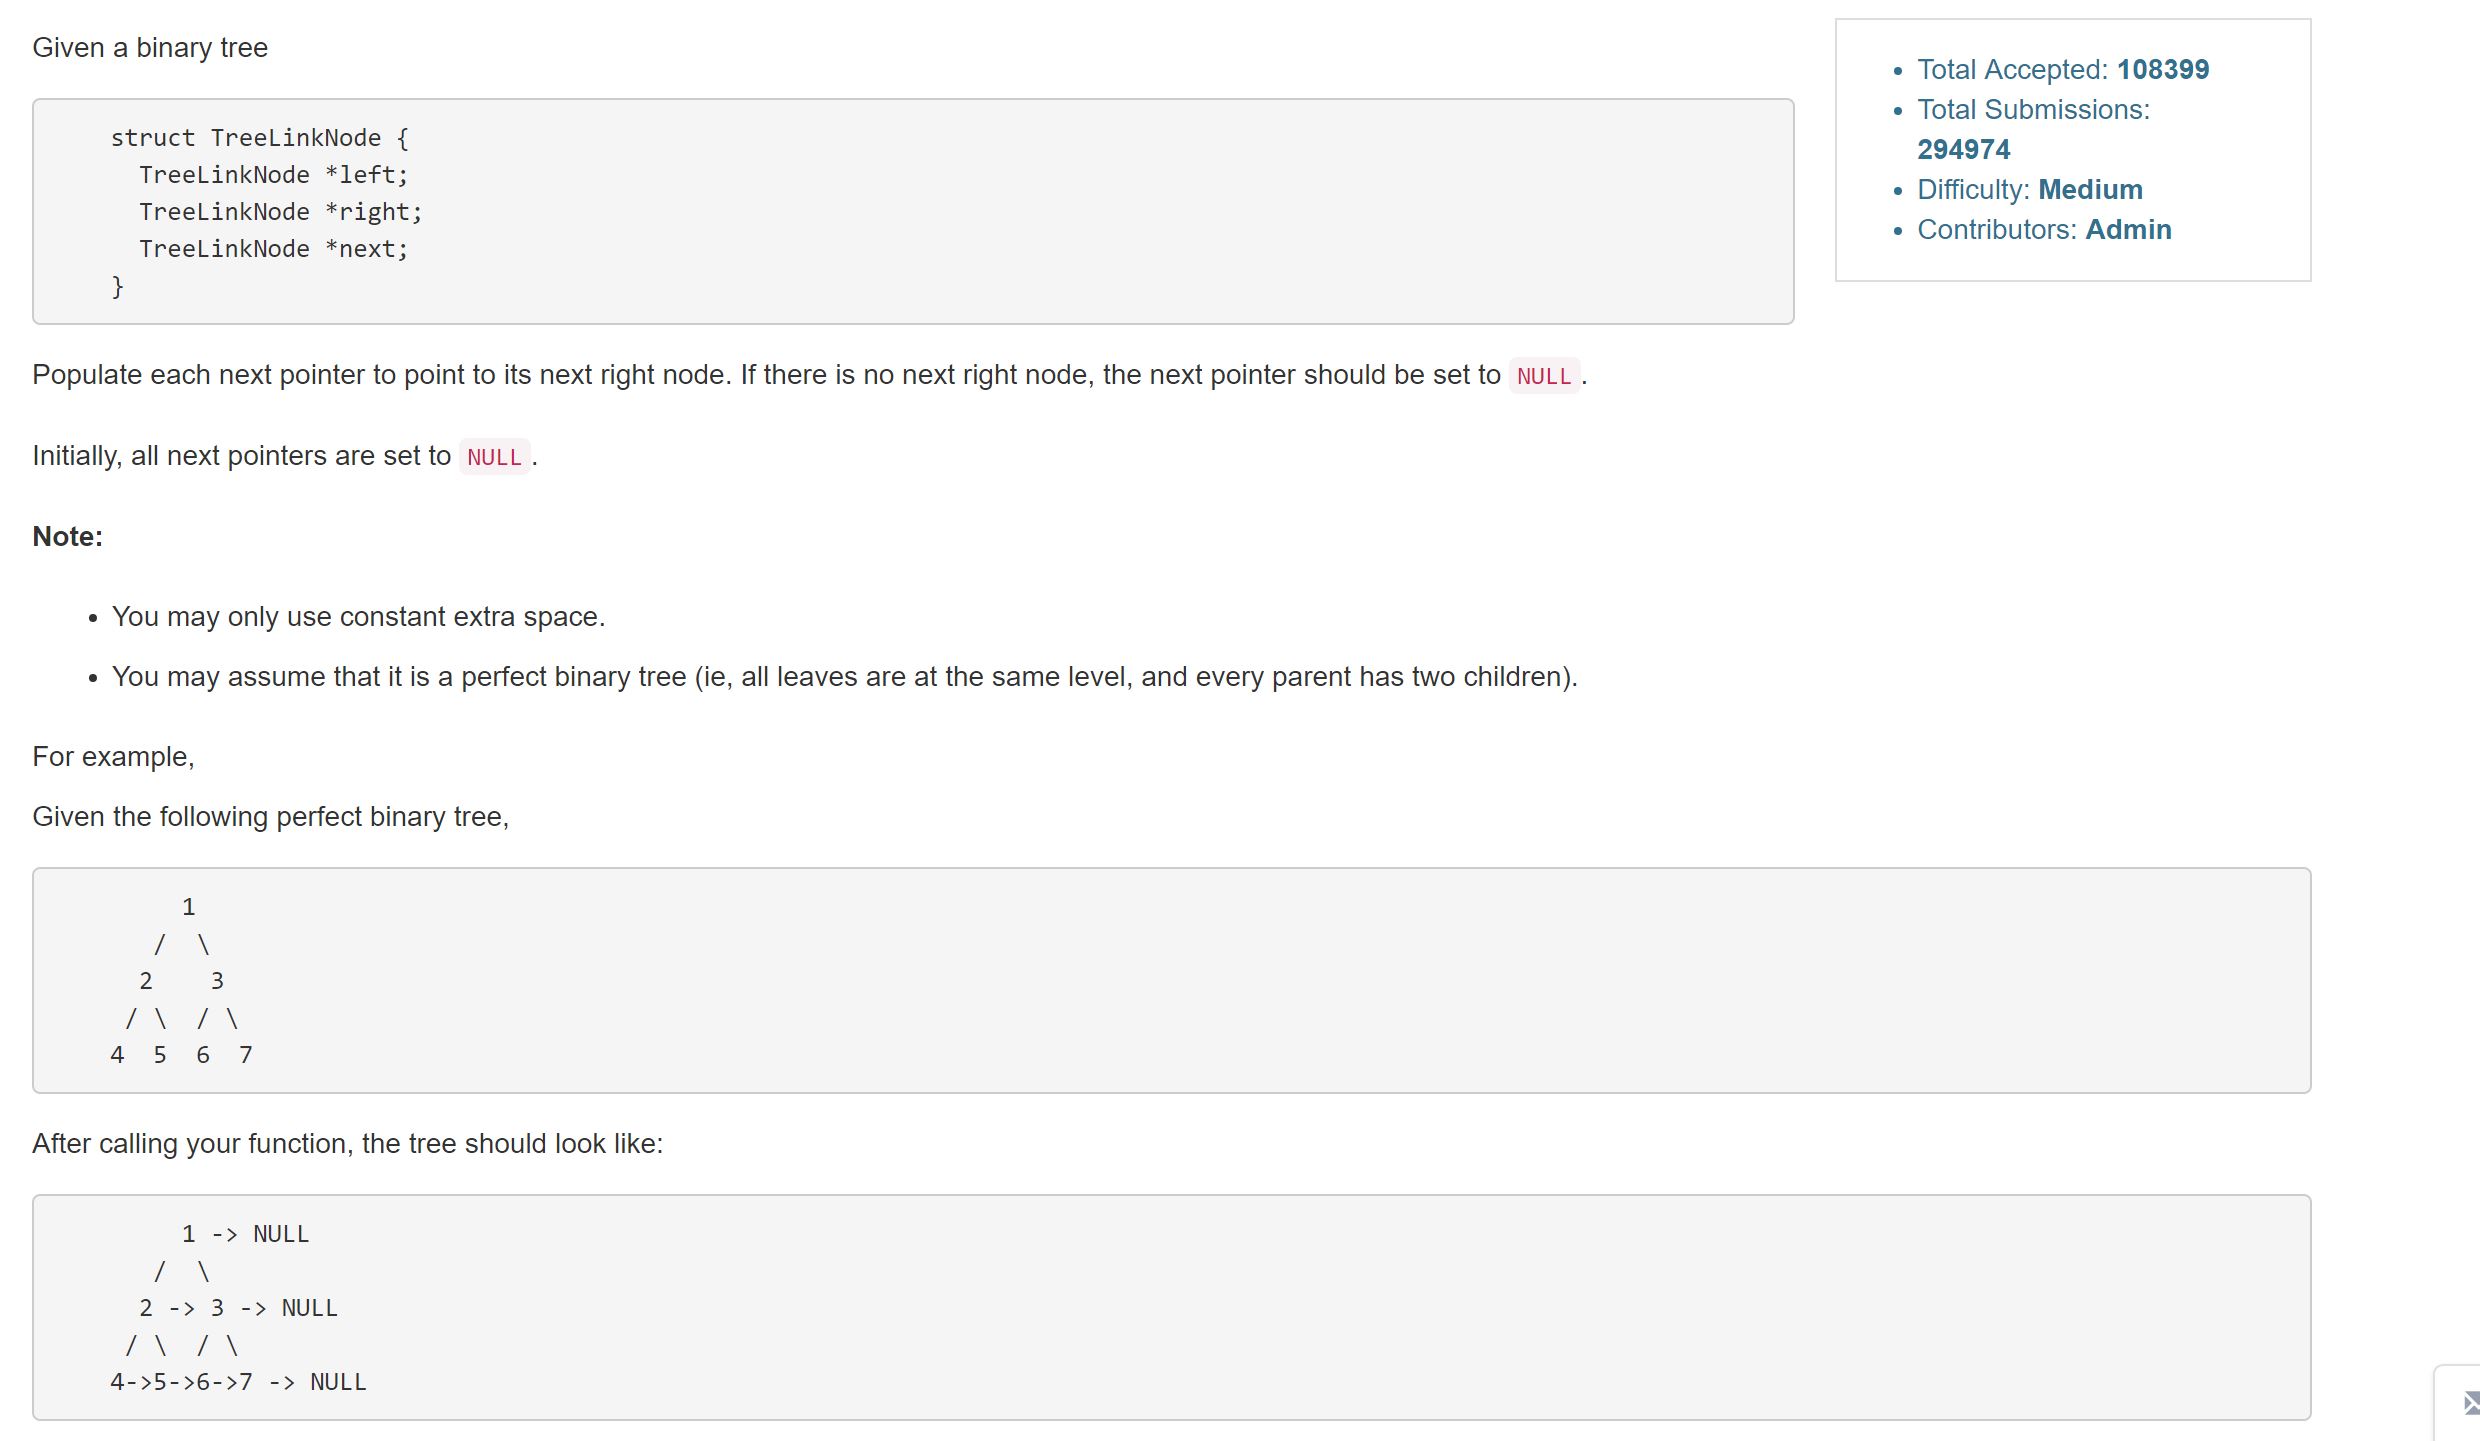 Given a binary tree
struct TreeLinkNode {
  TreeLinkNode *left;
  TreeLinkNode *right;
  TreeLinkNode *next;
}
Total Accepted: 108399
Total Submissions:
294974
Difficulty: Medium
Contributors: Admin
Populate each next pointer to point to its next right node. If there is no next right node, the next pointer should be set to NULL.
Initially, all next pointers are set to NULL.
Note:
• You may only use constant extra space.
• You may assume that it is a perfect binary tree (ie, all leaves are at the same level, and every parent has two children).
For example,
Given the following perfect binary tree,
     1
   /  \
  2    3
 / \  / \
4  5  6  7
After calling your function, the tree should look like:
     1 -> NULL
   /  \
  2 -> 3 -> NULL
 / \  / \
4->5->6->7 -> NULL